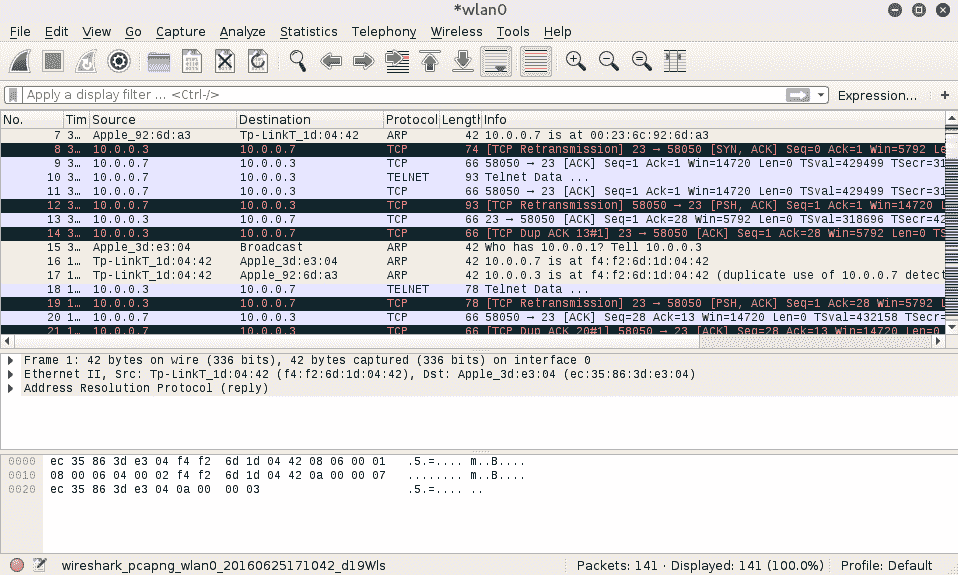 *wlan0
File Edit View Go Capture Analyze Statistics Telephony Wireless Tools Help
Apply a display filter ... <Ctrl-/> Expression... +
No. Tim Source Destination Protocol Length Info
7 3… Apple_92:6d:a3 Tp-LinkT_1d:04:42 ARP 42 10.0.0.7 is at 00:23:6c:92:6d:a3
8 3… 10.0.0.3 10.0.0.7 TCP 74 [TCP Retransmission] 23 → 58050 [SYN, ACK] Seq=0 Ack=1 Win=5792 Le
9 3… 10.0.0.7 10.0.0.3 TCP 66 58050 → 23 [ACK] Seq=1 Ack=1 Win=14720 Len=0 TSval=429499 TSecr=31
10 3… 10.0.0.7 10.0.0.3 TELNET 93 Telnet Data ...
11 3… 10.0.0.7 10.0.0.3 TCP 66 58050 → 23 [ACK] Seq=1 Ack=1 Win=14720 Len=0 TSval=429499 TSecr=31
12 3… 10.0.0.7 10.0.0.3 TCP 93 [TCP Retransmission] 58050 → 23 [PSH, ACK] Seq=1 Ack=1 Win=14720 L
13 3… 10.0.0.3 10.0.0.7 TCP 66 23 → 58050 [ACK] Seq=1 Ack=28 Win=5792 Len=0 TSval=318696 TSecr=42
14 3… 10.0.0.3 10.0.0.7 TCP 66 [TCP Dup ACK 13#1] 23 → 58050 [ACK] Seq=1 Ack=28 Win=5792 Len=0 TS
15 3… Apple_3d:e3:04 Broadcast ARP 42 Who has 10.0.0.1? Tell 10.0.0.3
16 1… Tp-LinkT_1d:04:42 Apple_3d:e3:04 ARP 42 10.0.0.7 is at f4:f2:6d:1d:04:42
17 1… Tp-LinkT_1d:04:42 Apple_92:6d:a3 ARP 42 10.0.0.3 is at f4:f2:6d:1d:04:42 (duplicate use of 10.0.0.7 detect
18 1… 10.0.0.3 10.0.0.7 TELNET 78 Telnet Data ...
19 1… 10.0.0.3 10.0.0.7 TCP 78 [TCP Retransmission] 23 → 58050 [PSH, ACK] Seq=1 Ack=28 Win=5792 L
20 1… 10.0.0.7 10.0.0.3 TCP 66 58050 → 23 [ACK] Seq=28 Ack=13 Win=14720 Len=0 TSval=432158 TSecr=3
21 1… 10.0.0.7 10.0.0.3 TCP 66 [TCP Dup ACK 20#1] 58050 → 23 [ACK] Seq=28 Ack=13 Win=14720 Len=0
Frame 1: 42 bytes on wire (336 bits), 42 bytes captured (336 bits) on interface 0
Ethernet II, Src: Tp-LinkT_1d:04:42 (f4:f2:6d:1d:04:42), Dst: Apple_3d:e3:04 (ec:35:86:3d:e3:04)
Address Resolution Protocol (reply)
0000 ec 35 86 3d e3 04 f4 f2 6d 1d 04 42 08 06 00 01 .5.=.... m..B....
0010 08 00 06 04 00 02 f4 f2 6d 1d 04 42 0a 00 00 07 ........ m..B....
0020 ec 35 86 3d e3 04 0a 00 00 03 .5.=.... ..
wireshark_pcapng_wlan0_20160625171042_d19Wls Packets: 141 · Displayed: 141 (100.0%) Profile: Default